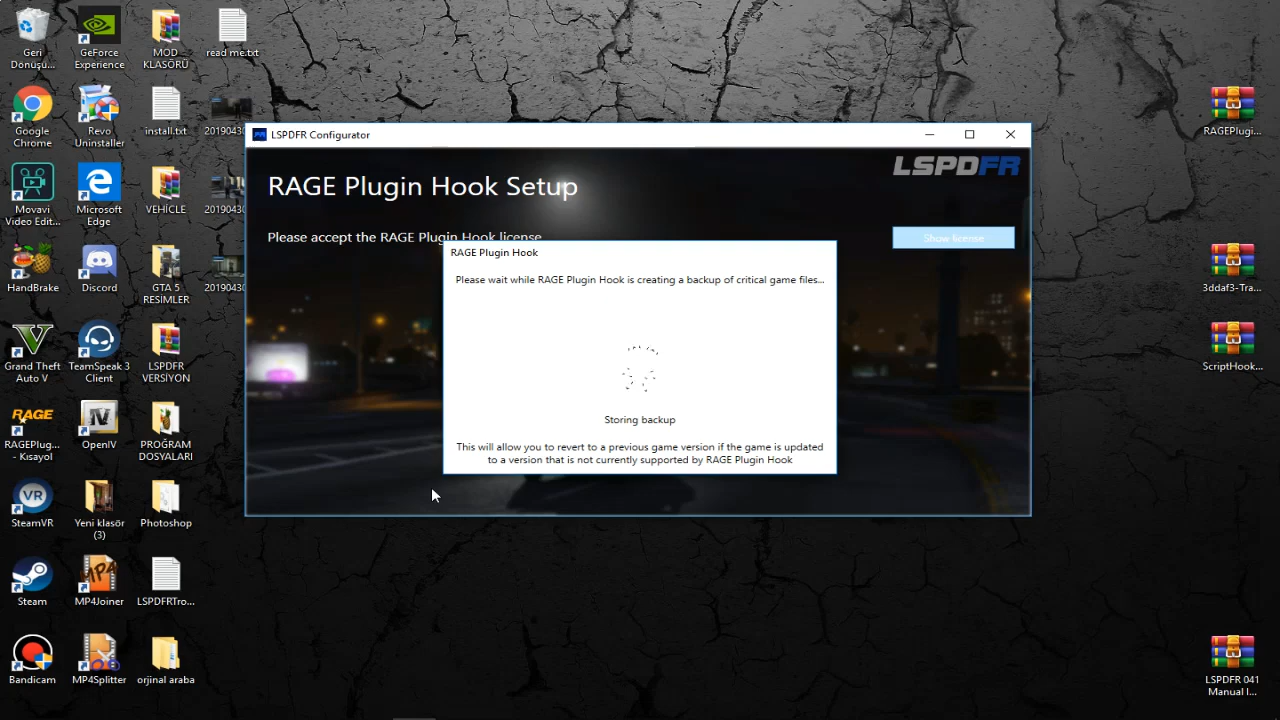 Geri
Dönüşü...
GeForce
Experience
MOD
KLASÖRÜ
read me.txt
Google
Chrome
Revo
Uninstaller
install.txt
20190430
RAGEPlugi...
Movavi
Video Edit...
Microsoft
Edge
VEHİCLE
20190430
HandBrake
Discord
GTA 5
RESİMLER
20190430
3ddaf3-Tra...
Grand Theft
Auto V
TeamSpeak 3
Client
LSPDFR
VERSİYON
ScriptHook...
RAGE
RAGEPlug...
- Kısayol
OpenIV
PROĞRAM
DOSYALARI
SteamVR
Yeni klasör
(3)
Photoshop
Steam
MP4Joiner
LSPDFRTro...
Bandicam
MP4Splitter
orjinal araba
LSPDFR 041
Manual I...
LSPDFR Configurator
LSPDFR
RAGE Plugin Hook Setup
Please accept the RAGE Plugin Hook license
Show license
RAGE Plugin Hook
Please wait while RAGE Plugin Hook is creating a backup of critical game files...
Storing backup
This will allow you to revert to a previous game version if the game is updated
to a version that is not currently supported by RAGE Plugin Hook